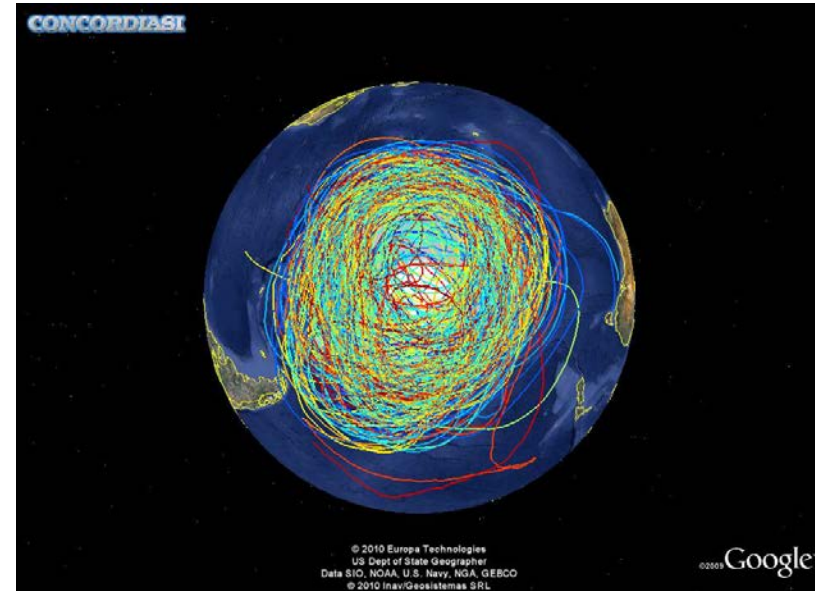 CONCORDIASI
© 2010 Europa Technologies
US Dept of State Geographer
Data SIO, NOAA, U.S. Navy, NGA, GEBCO
© 2010 Inav/Geosistemas SRL
©2009 Google